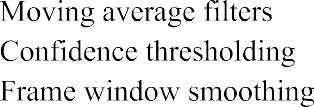 Moving average filters
Confidence thresholding
Frame window smoothing